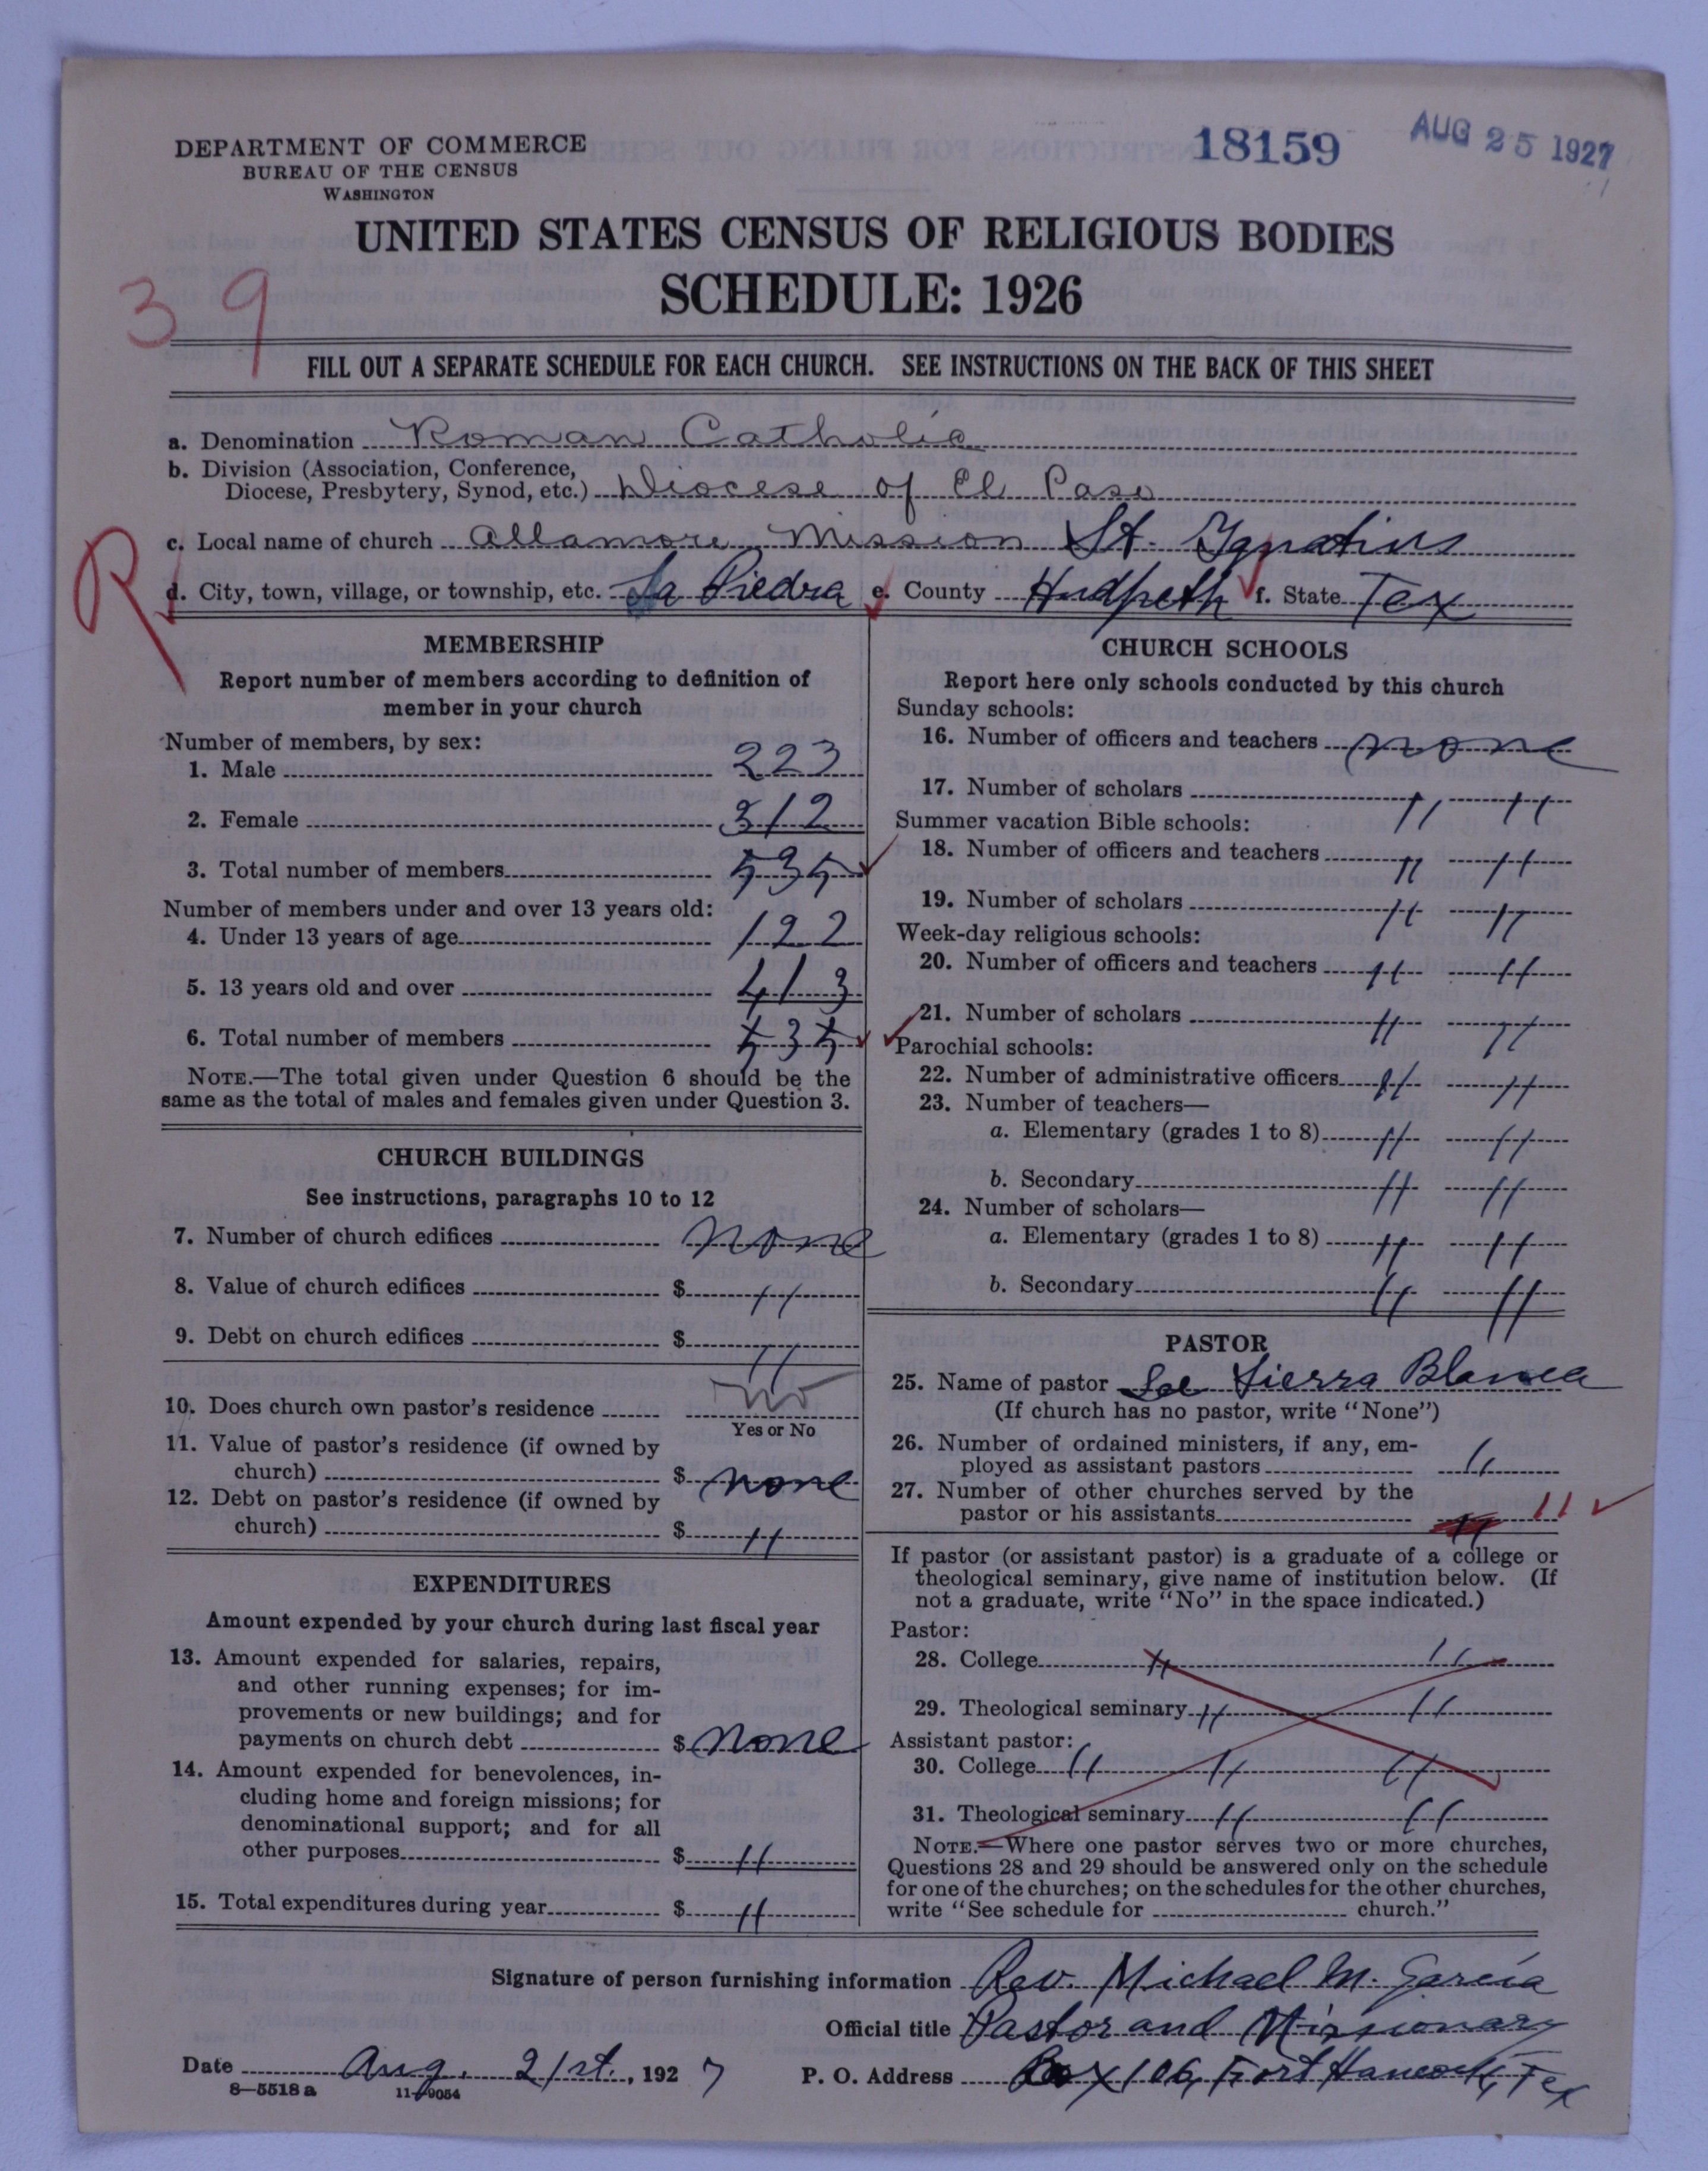 DEPARTMENT OF COMMERCE
BUREAU OF THE CENSUS
WASHINGTON
18159
AUG 25 1927
UNITED STATES CENSUS OF RELIGIOUS BODIES
SCHEDULE: 1926
39
FILL OUT A SEPARATE SCHEDULE FOR EACH CHURCH. SEE INSTRUCTIONS ON THE BACK OF THIS SHEET
a. Denomination Roman Catholic
b. Division (Association, Conference,
Diocese, Presbytery, Synod, etc.) Diocese of El Paso
R
c. Local name of church Allamore Mission St. Ignatius
d. City, town, village, or township, etc. La Piedra e. County Hudspeth f. State Tex
MEMBERSHIP
Report number of members according to definition of
member in your church
Number of members, by sex:
1. Male 223
2. Female 312
3. Total number of members 535
Number of members under and over 13 years old:
4. Under 13 years of age 122
5. 13 years old and over 413
6. Total number of members 535
NOTE.—The total given under Question 6 should be the
same as the total of males and females given under Question 3.
CHURCH BUILDINGS
See instructions, paragraphs 10 to 12
7. Number of church edifices none
8. Value of church edifices $ "
9. Debt on church edifices $ "
10. Does church own pastor's residence No
Yes or No
11. Value of pastor's residence (if owned by
church) $ none
12. Debt on pastor's residence (if owned by
church) $ "
EXPENDITURES
Amount expended by your church during last fiscal year
13. Amount expended for salaries, repairs,
and other running expenses; for im-
provements or new buildings; and for
payments on church debt $ none
14. Amount expended for benevolences, in-
cluding home and foreign missions; for
denominational support; and for all
other purposes $ "
15. Total expenditures during year $ "
CHURCH SCHOOLS
Report here only schools conducted by this church
Sunday schools:
16. Number of officers and teachers none
17. Number of scholars " "
Summer vacation Bible schools:
18. Number of officers and teachers " "
19. Number of scholars " "
Week-day religious schools:
20. Number of officers and teachers " "
21. Number of scholars " "
Parochial schools:
22. Number of administrative officers " "
23. Number of teachers—
a. Elementary (grades 1 to 8) " "
b. Secondary " "
24. Number of scholars—
a. Elementary (grades 1 to 8) " "
b. Secondary " "
PASTOR
25. Name of pastor See Sierra Blanca
(If church has no pastor, write "None")
26. Number of ordained ministers, if any, em-
ployed as assistant pastors "
27. Number of other churches served by the
pastor or his assistants 11
If pastor (or assistant pastor) is a graduate of a college or
theological seminary, give name of institution below. (If
not a graduate, write "No" in the space indicated.)
Pastor:
28. College " "
29. Theological seminary " "
Assistant pastor:
30. College " " "
31. Theological seminary " "
NOTE.—Where one pastor serves two or more churches,
Questions 28 and 29 should be answered only on the schedule
for one of the churches; on the schedules for the other churches,
write "See schedule for church."
Signature of person furnishing information Rev. Michael M. Garcia
Official title Pastor and Missionary
Date Aug. 21st., 1927 P. O. Address Box 106, Fort Hancock, Tex
8—5518a 11-9054